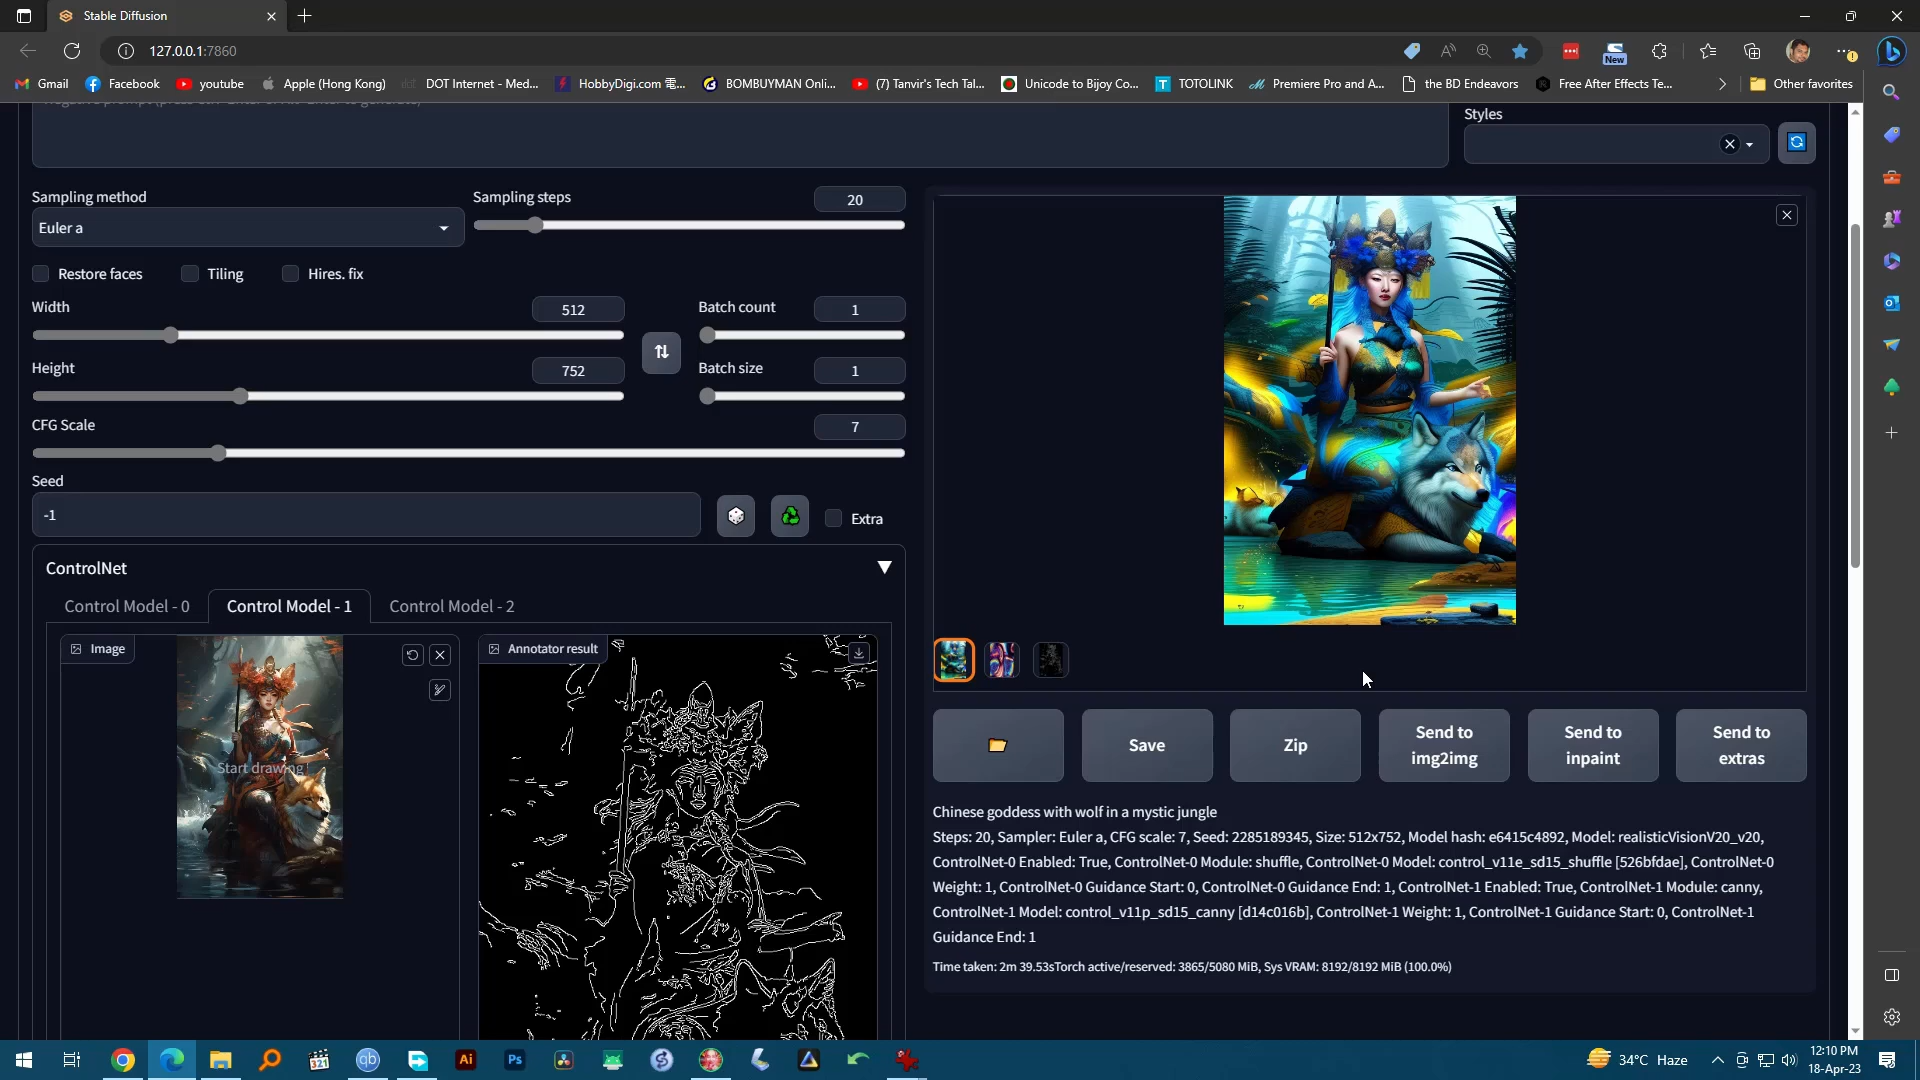 Stable Diffusion
127.0.0.1:7860
New
Gmail Facebook youtube Apple (Hong Kong) DOT Internet - Med... HobbyDigi.com 電... BOMBUYMAN Onli... (7) Tanvir's Tech Tal... Unicode to Bijoy Co... TOTOLINK Premiere Pro and A... the BD Endeavors Free After Effects Te... Other favorites
Styles
Sampling method
Sampling steps
20
Euler a
Restore faces Tiling Hires. fix
Width
512
Batch count
1
Height
752
Batch size
1
CFG Scale
7
Seed
-1
Extra
ControlNet
Control Model - 0 Control Model - 1 Control Model - 2
Image
Annotator result
Start drawing
Save
Zip
Send to
img2img
Send to
inpaint
Send to
extras
Chinese goddess with wolf in a mystic jungle
Steps: 20, Sampler: Euler a, CFG scale: 7, Seed: 2285189345, Size: 512x752, Model hash: e6415c4892, Model: realisticVisionV20_v20,
ControlNet-0 Enabled: True, ControlNet-0 Module: shuffle, ControlNet-0 Model: control_v11e_sd15_shuffle [526bfdae], ControlNet-0
Weight: 1, ControlNet-0 Guidance Start: 0, ControlNet-0 Guidance End: 1, ControlNet-1 Enabled: True, ControlNet-1 Module: canny,
ControlNet-1 Model: control_v11p_sd15_canny [d14c016b], ControlNet-1 Weight: 1, ControlNet-1 Guidance Start: 0, ControlNet-1
Guidance End: 1
Time taken: 2m 39.53sTorch active/reserved: 3865/5080 MiB, Sys VRAM: 8192/8192 MiB (100.0%)
321
qb
Ai
Ps
34°C Haze
12:10 PM
18-Apr-23